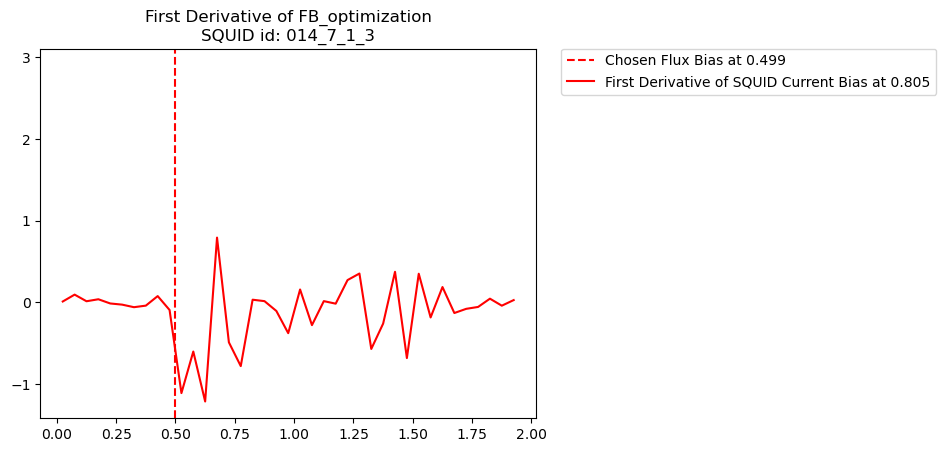 First Derivative of FB_optimization
SQUID id: 014_7_1_3
Chosen Flux Bias at 0.499
First Derivative of SQUID Current Bias at 0.805
3
2
1
0
−1
0.00 0.25 0.50 0.75 1.00 1.25 1.50 1.75 2.00